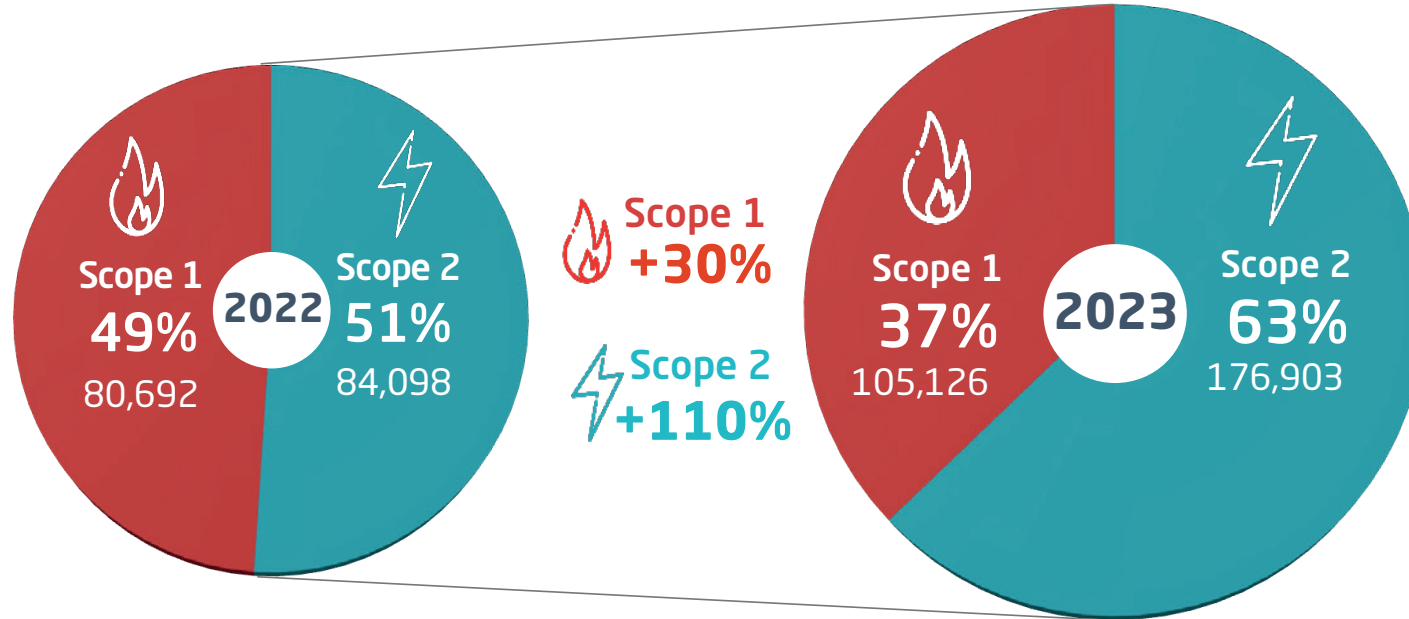 Scope 1
49%
80,692
2022
Scope 2
51%
84,098
Scope 1
+30%
Scope 2
+110%
Scope 1
37%
105,126
2023
Scope 2
63%
176,903